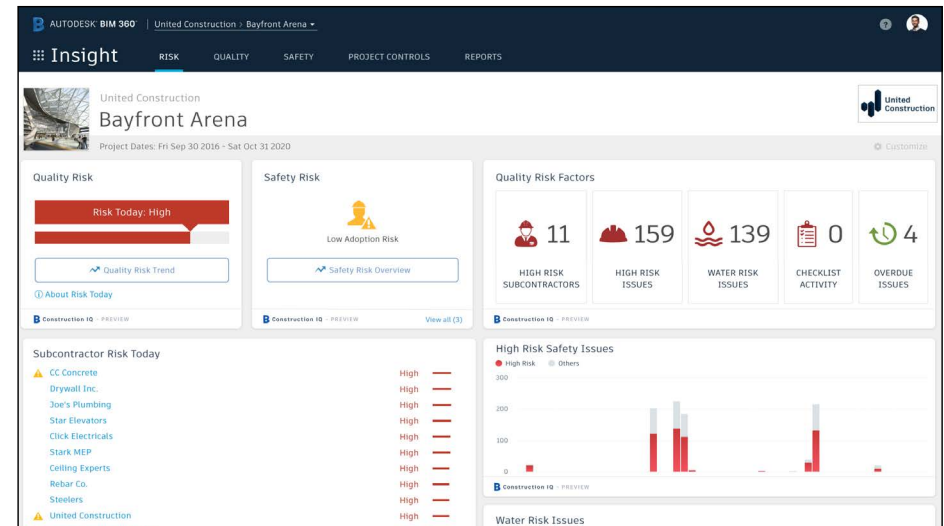 AUTODESK® BIM 360™ United Construction > Bayfront Arena
Insight RISK QUALITY SAFETY PROJECT CONTROLS REPORTS
United Construction
Bayfront Arena
United Construction
Project Dates: Fri Sep 30 2016 - Sat Oct 31 2020
Customize
Quality Risk
Risk Today: High
Quality Risk Trend
About Risk Today
Construction IQ - PREVIEW
Safety Risk
Low Adoption Risk
Safety Risk Overview
Construction IQ - PREVIEW View all (3)
Quality Risk Factors
11
HIGH RISK
SUBCONTRACTORS
159
HIGH RISK
ISSUES
139
WATER RISK
ISSUES
0
CHECKLIST
ACTIVITY
4
OVERDUE
ISSUES
Construction IQ - PREVIEW
Subcontractor Risk Today
CC Concrete High
Drywall Inc. High
Joe's Plumbing High
Star Elevators High
Click Electricals High
Stark MEP High
Ceiling Experts High
Rebar Co. High
Steelers High
United Construction High
High Risk Safety Issues
High Risk Others
300
200
100
0
Construction IQ - PREVIEW
Water Risk Issues